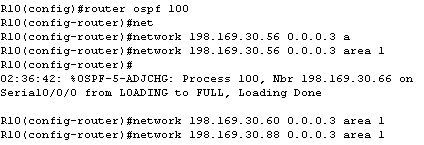 R10(config)#router ospf 100
R10(config-router)#net
R10(config-router)#network 198.169.30.56 0.0.0.3 a
R10(config-router)#network 198.169.30.56 0.0.0.3 area 1
R10(config-router)#
02:36:42: %OSPF-5-ADJCHG: Process 100, Nbr 198.169.30.66 on
Serial0/0/0 from LOADING to FULL, Loading Done
R10(config-router)#network 198.169.30.60 0.0.0.3 area 1
R10(config-router)#network 198.169.30.88 0.0.0.3 area 1